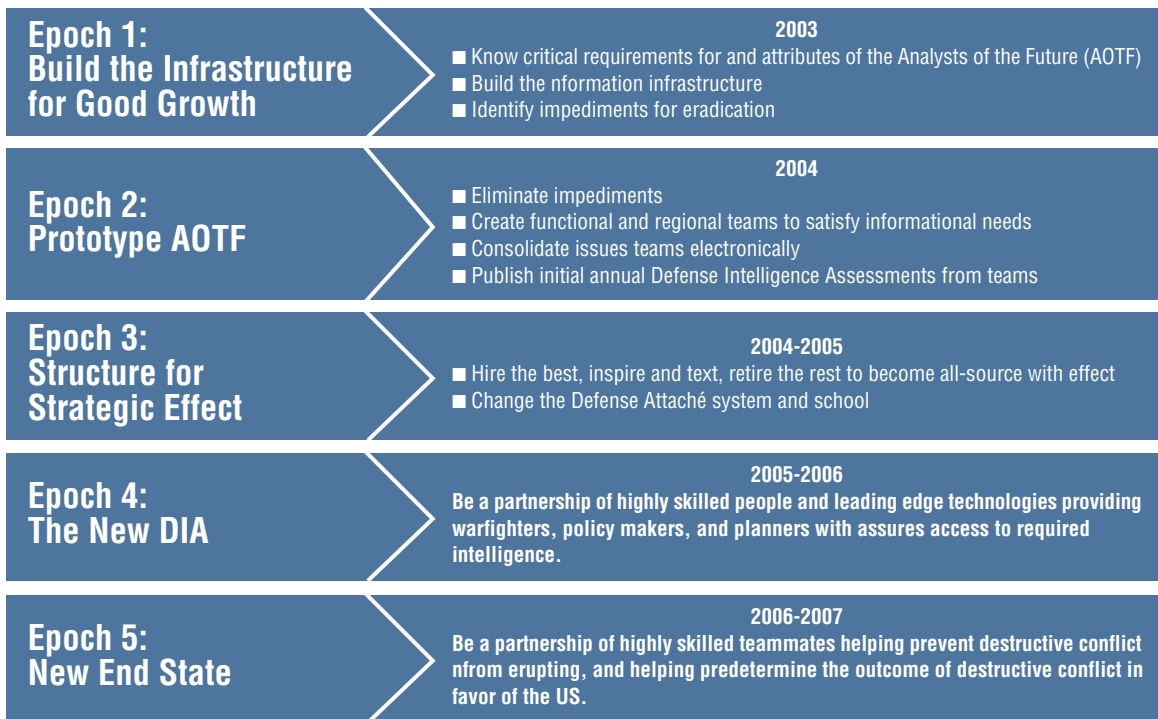 Epoch 1:
Build the Infrastructure
for Good Growth
2003
■ Know critical requirements for and attributes of the Analysts of the Future (AOTF)
■ Build the nformation infrastructure
■ Identify impediments for eradication
Epoch 2:
Prototype AOTF
2004
■ Eliminate impediments
■ Create functional and regional teams to satisfy informational needs
■ Consolidate issues teams electronically
■ Publish initial annual Defense Intelligence Assessments from teams
Epoch 3:
Structure for
Strategic Effect
2004-2005
■ Hire the best, inspire and text, retire the rest to become all-source with effect
■ Change the Defense Attaché system and school
Epoch 4:
The New DIA
2005-2006
Be a partnership of highly skilled people and leading edge technologies providing
warfighters, policy makers, and planners with assures access to required
intelligence.
Epoch 5:
New End State
2006-2007
Be a partnership of highly skilled teammates helping prevent destructive conflict
nfrom erupting, and helping predetermine the outcome of destructive conflict in
favor of the US.